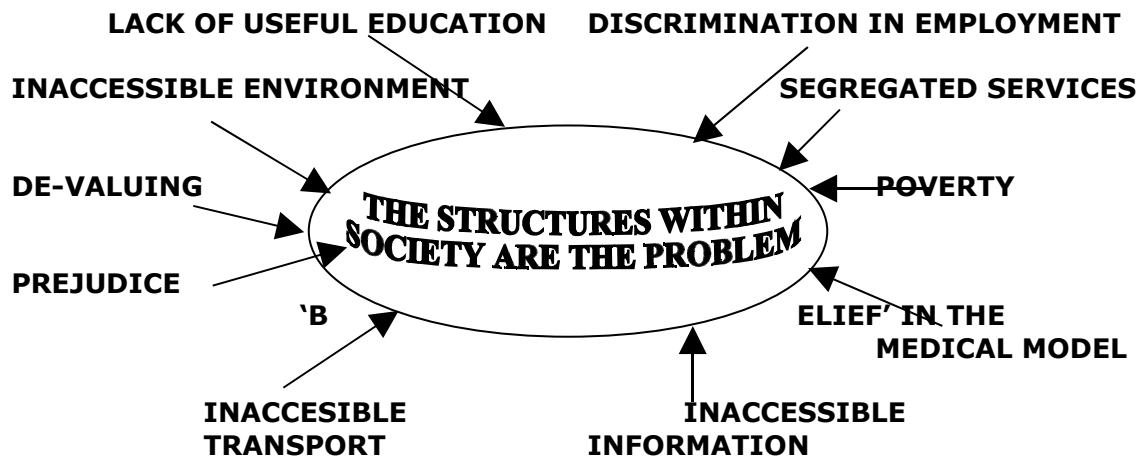 LACK OF USEFUL EDUCATION DISCRIMINATION IN EMPLOYMENT
INACCESSIBLE ENVIRONMENT SEGREGATED SERVICES
DE-VALUING POVERTY
THE STRUCTURES WITHIN
SOCIETY ARE THE PROBLEM
PREJUDICE
‘B ELIEF’ IN THE
MEDICAL MODEL
INACCESIBLE INACCESSIBLE
TRANSPORT INFORMATION